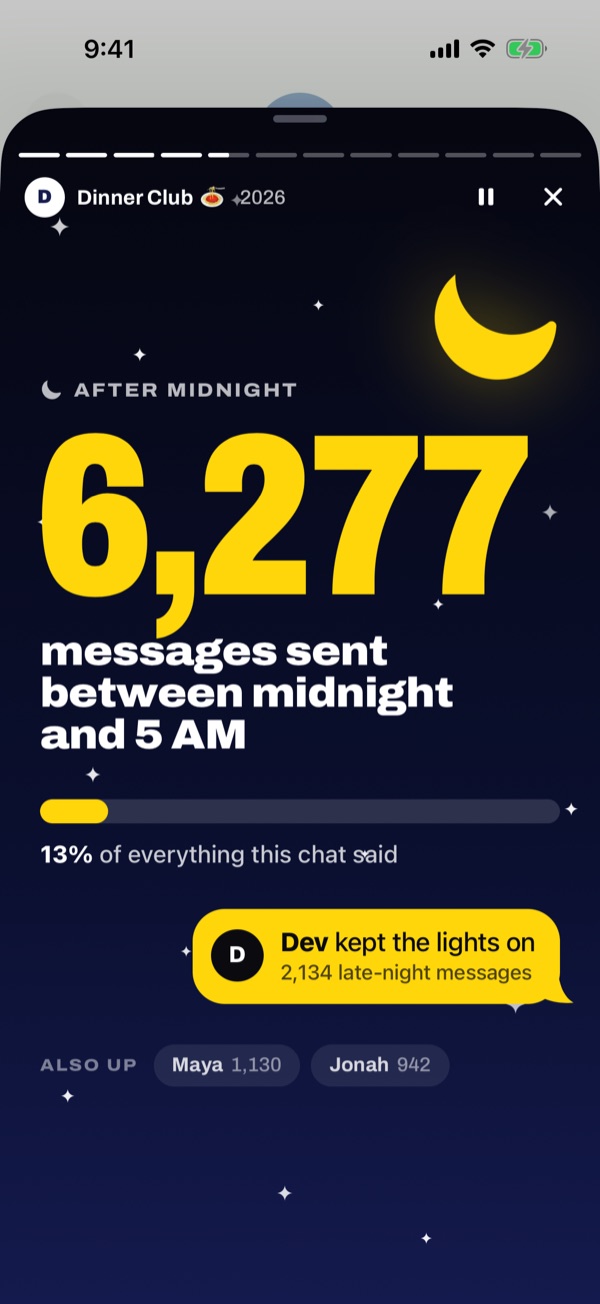 9:41
D Dinner Club 🍝 2026
AFTER MIDNIGHT
6,277
messages sent
between midnight
and 5 AM
13% of everything this chat said
D
Dev kept the lights on
2,134 late-night messages
ALSO UP Maya 1,130 Jonah 942